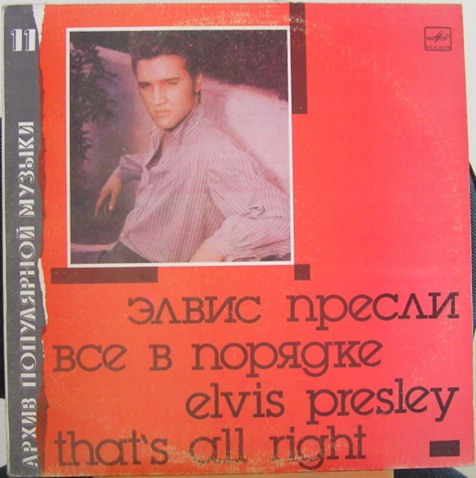 11
АРХИВ ПОПУЛЯРНОЙ МУЗЫКИ
ЭЛВИС ПРЕСЛИ
ВСЕ В ПОРЯДКЕ
elvis presley
that's all right